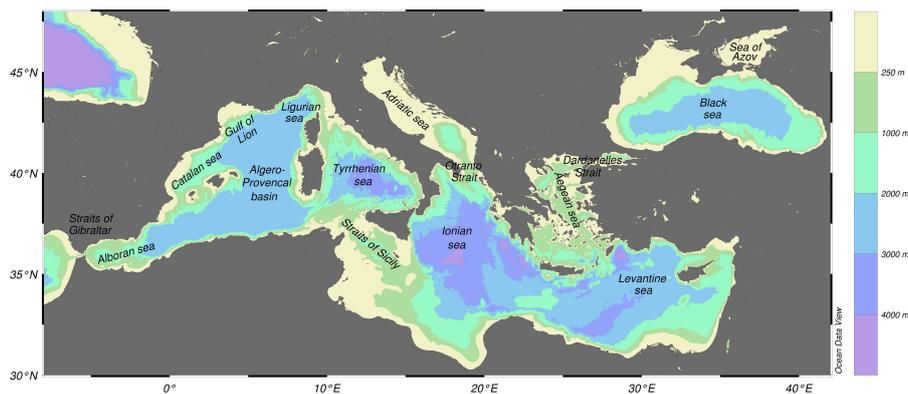 Sea of
Azov
45°N
250 m
Ligurian
sea
Black
sea
Adriatic sea
Gulf of
Lion
1000 m
Catalan sea
40°N
Otranto
Strait
Dardanelles
Strait
Algero-
Provencal
basin
Tyrrhenian
sea
2000 m
Aegean sea
Straits of
Gibraltar
Ionian
sea
Straits of Sicily
Alboran sea
3000 m
35°N
Levantine
sea
4000 m
Ocean Data View
30°N
0°
10°E
20°E
30°E
40°E